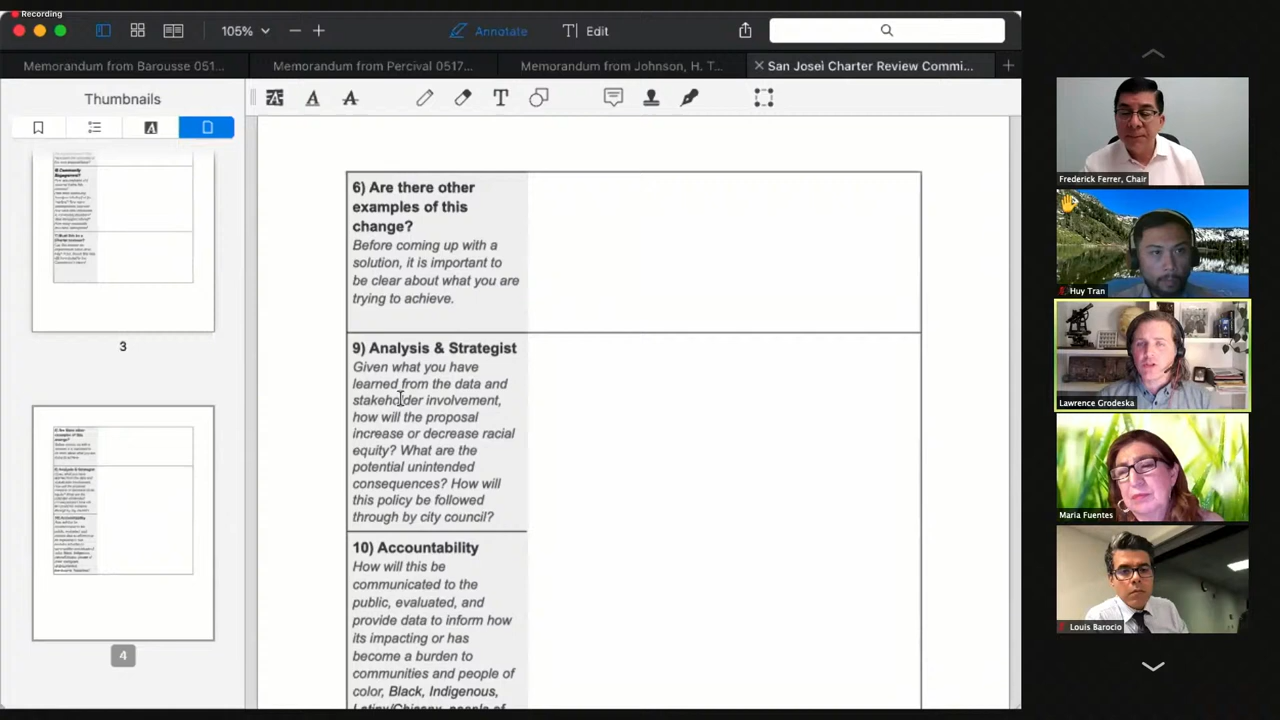 Recording
105%
Annotate
Edit
Memorandum from Barousse 051...
Memorandum from Percival 0517...
Memorandum from Johnson, H. T...
San Joseì Charter Review Commi...
Thumbnails
3
4
6) Are there other
examples of this
change?
Before coming up with a
solution, it is important to
be clear about what you are
trying to achieve.
9) Analysis & Strategist
Given what you have
learned from the data and
stakeholder involvement,
how will the proposal
increase or decrease racial
equity? What are the
potential unintended
consequences? How will
this policy be followed
through by city council?
10) Accountability
How will this be
communicated to the
public, evaluated, and
provide data to inform how
its impacting or has
become a burden to
communities and people of
color, Black, Indigenous,
Latinx/Chicanx, people of
Frederick Ferrer, Chair
Huy Tran
Lawrence Grodeska
Maria Fuentes
Louis Barocio